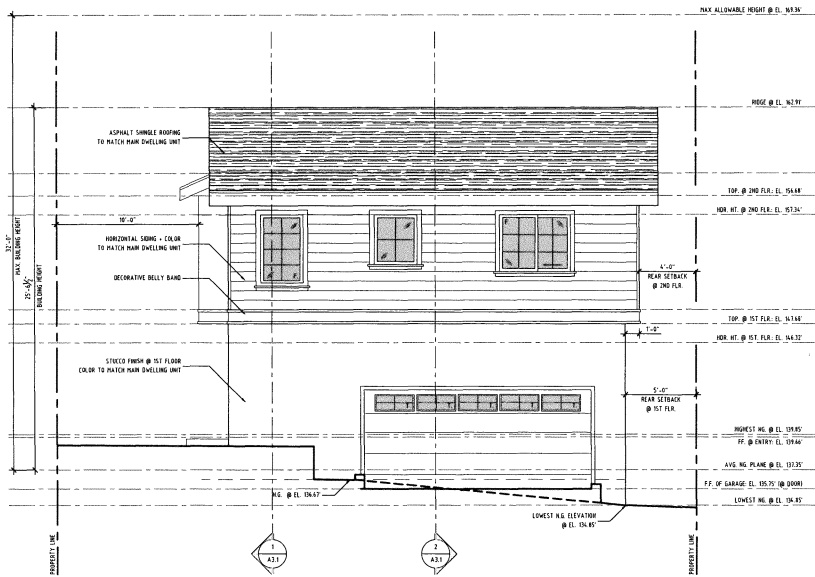 MAX ALLOWABLE HEIGHT @ EL. 169.36'
RIDGE @ EL. 162.91'
ASPHALT SHINGLE ROOFING
TO MATCH MAIN DWELLING UNIT
TOP. @ 2ND FLR.: EL. 156.68'
HDR. HT. @ 2ND FLR.: EL. 157.34'
10'-0"
32'-0"
MAX. BUILDING HEIGHT
25'-6½"
BUILDING HEIGHT
HORIZONTAL SIDING + COLOR
TO MATCH MAIN DWELLING UNIT
F
F
F
4'-0"
REAR SETBACK
@ 2ND FLR.
DECORATIVE BELLY BAND
TOP. @ 1ST FLR.: EL. 147.68'
1'-0"
HDR. HT @ 1ST. FLR.: EL. 146.32'
STUCCO FINISH @ 1ST FLOOR
COLOR TO MATCH MAIN DWELLING UNIT
5'-0"
REAR SETBACK
@ 1ST FLR.
T. T. T. T. T.
HIGHEST NG. @ EL. 139.85'
F.F. @ ENTRY: EL. 139.66'
AVG. NG. PLANE @ EL. 137.35'
F.F. OF GARAGE: EL. 135.75' (@ DOOR)
N.G. @ EL. 136.67'
LOWEST NG. @ EL. 134.85'
LOWEST N.G. ELEVATION
@ EL. 134.85'
PROPERTY LINE
1
A3.1
2
A3.1
PROPERTY LINE